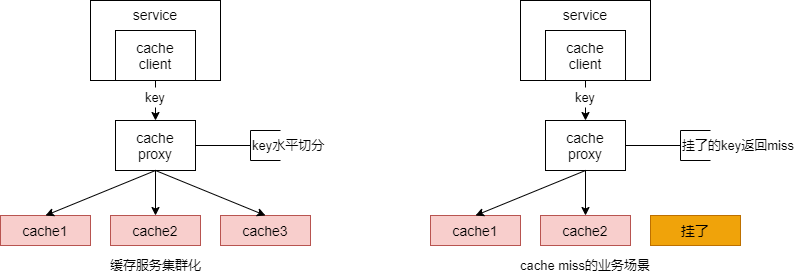 service
cache
client
key
cache
proxy
key水平切分
cache1
cache2
cache3
缓存服务集群化
service
cache
client
key
cache
proxy
挂了的key返回miss
cache1
cache2
挂了
cache miss的业务场景